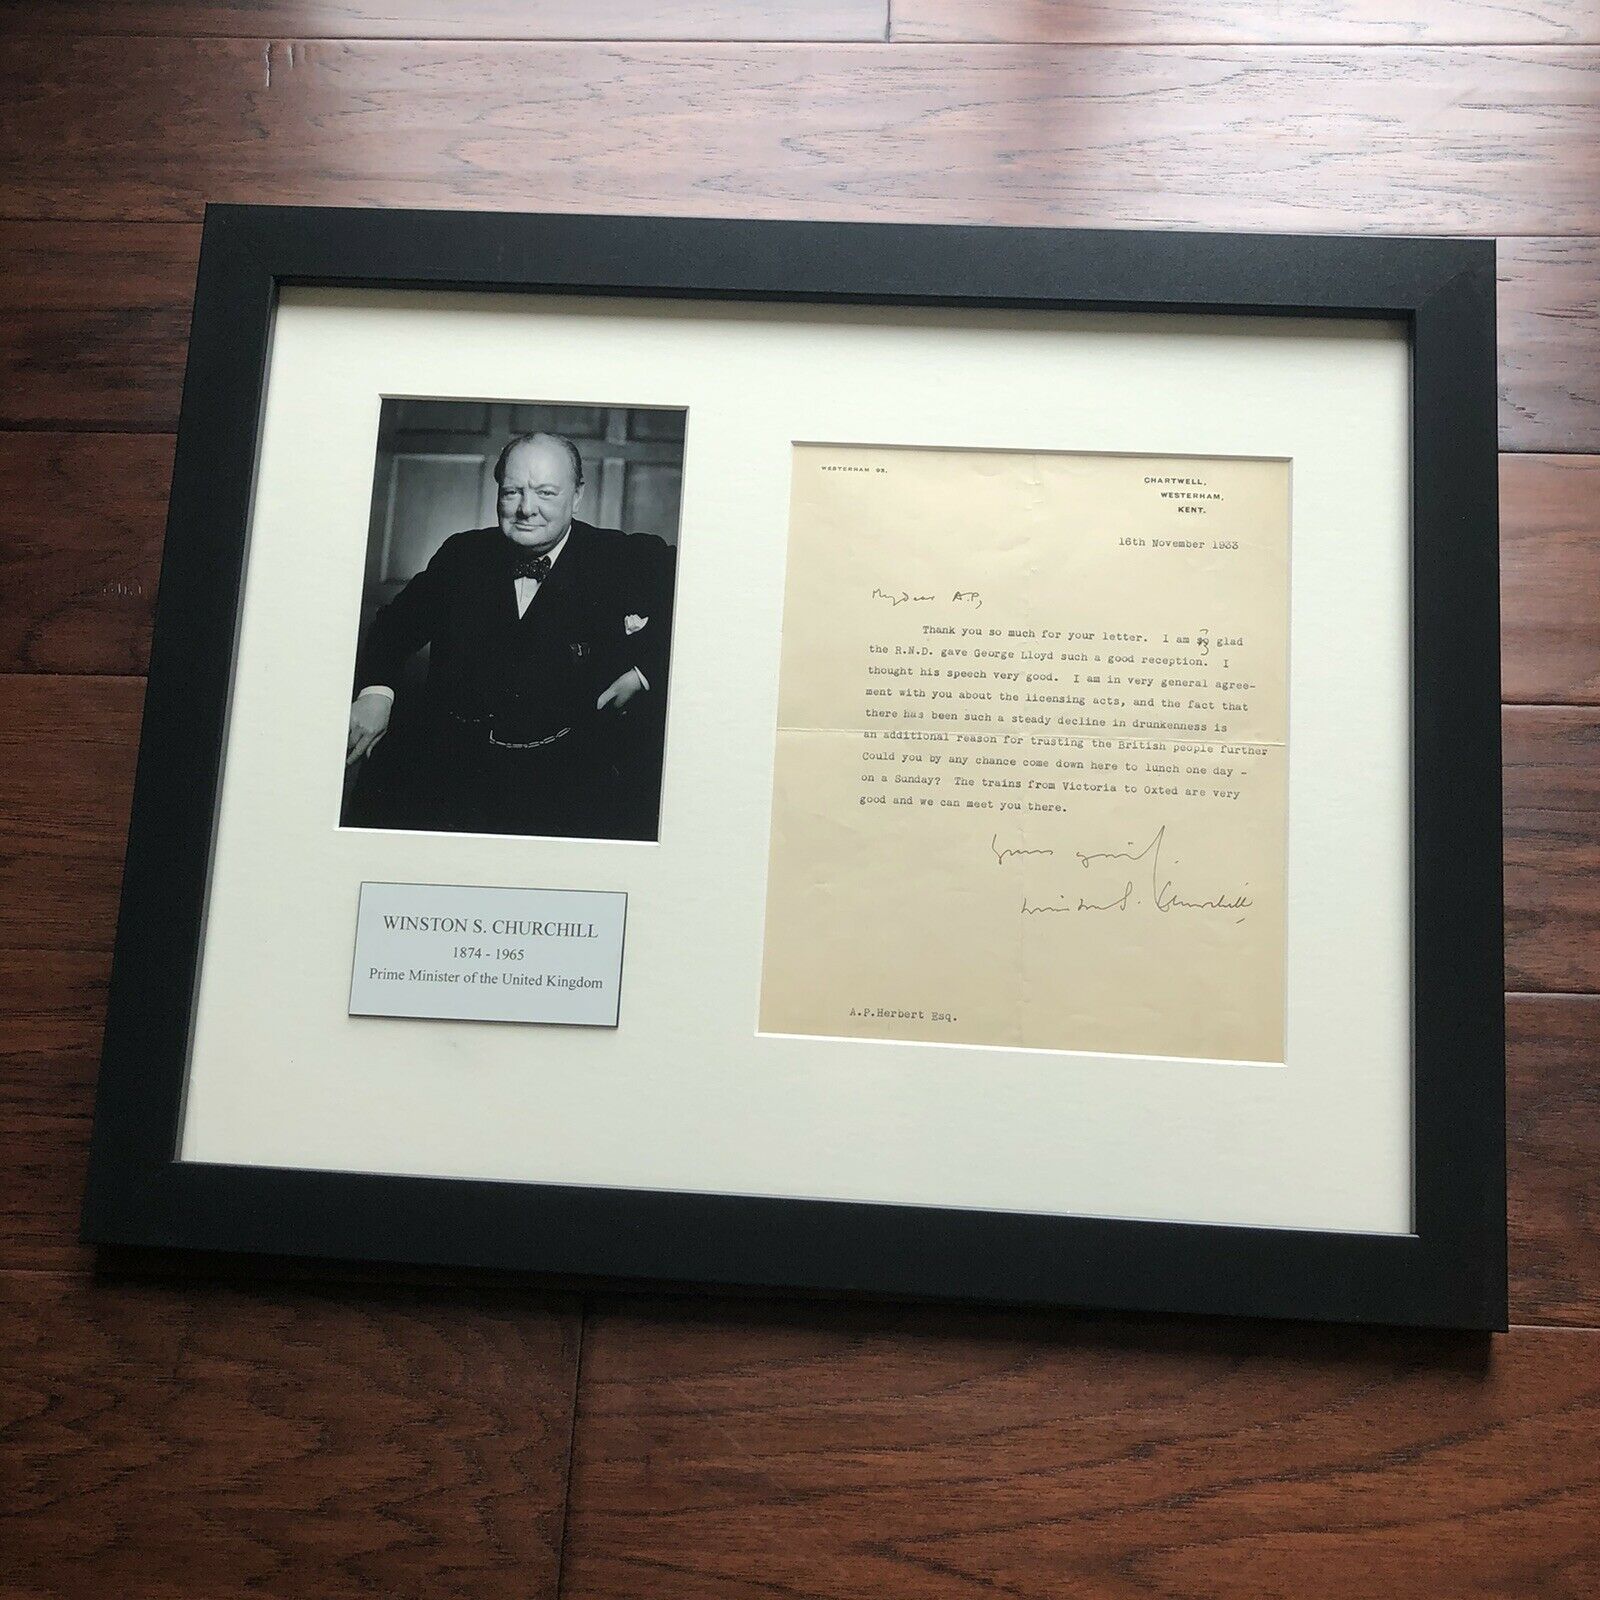 WINSTON S. CHURCHILL
1874 - 1965
Prime Minister of the United Kingdom
WESTERHAM 93.
CHARTWELL,
WESTERHAM,
KENT.
16th November 1933
My dear A.P,
Thank you so much for your letter. I am so glad
the R.N.D. gave George Lloyd such a good reception. I
thought his speech very good. I am in very general agree-
ment with you about the licensing acts, and the fact that
there has been such a steady decline in drunkenness is
an additional reason for trusting the British people further
Could you by any chance come down here to lunch one day -
on a Sunday? The trains from Victoria to Oxted are very
good and we can meet you there.
Yours
Winston S. Churchill
A.P.Herbert Esq.